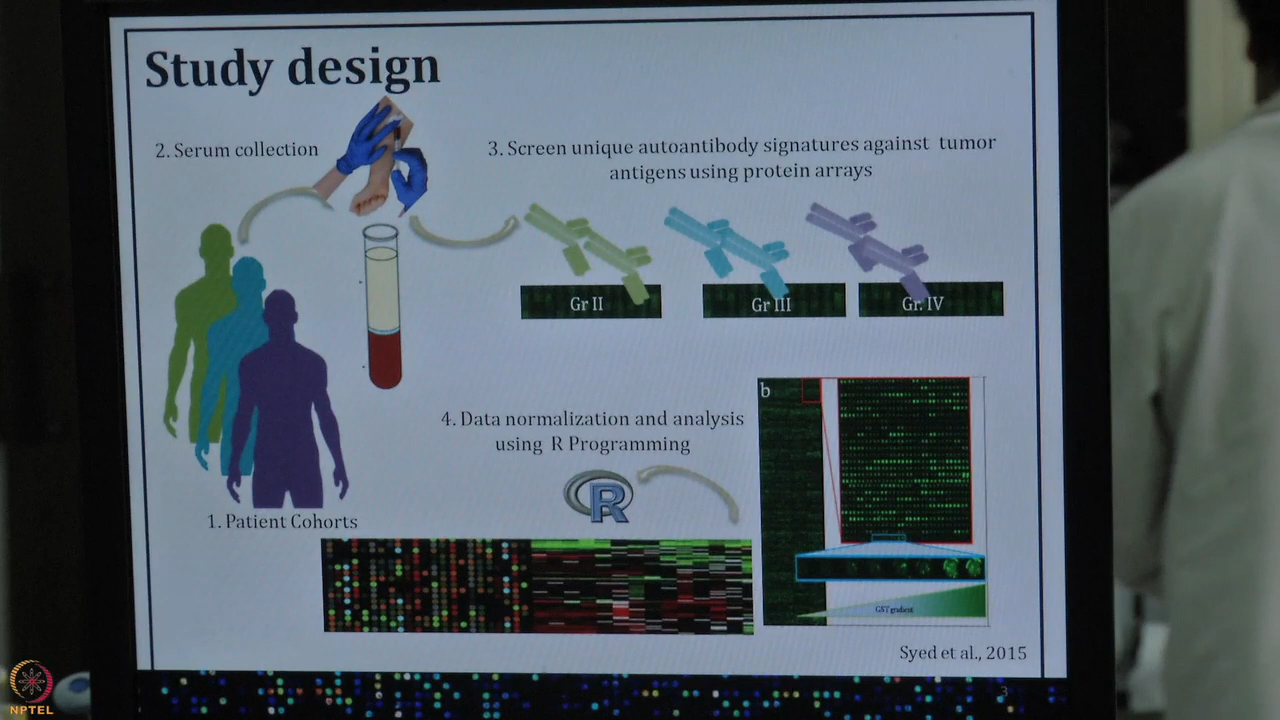 Study design
2. Serum collection
3. Screen unique autoantibody signatures against tumor
antigens using protein arrays
Gr II
Gr III
Gr. IV
b
4. Data normalization and analysis
using R Programming
R
1. Patient Cohorts
GST gradient
Syed et al., 2015
3
NPTEL